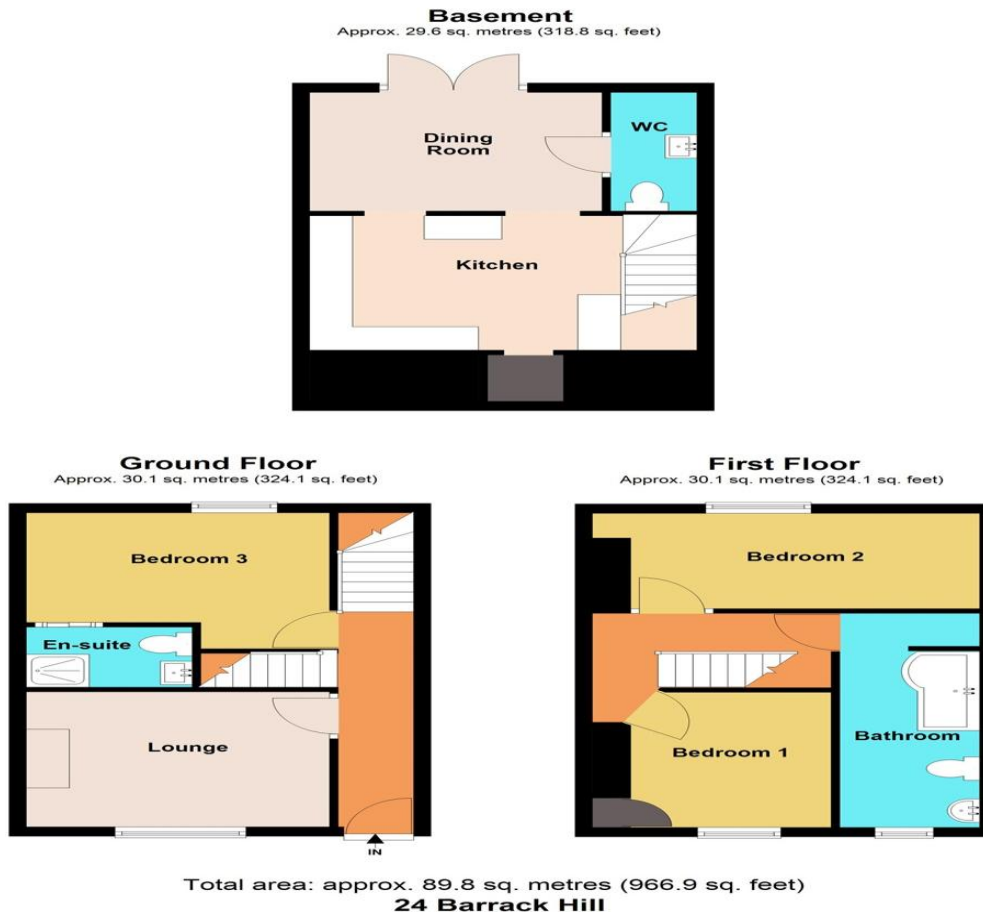 Basement
Approx. 29.6 sq. metres (318.8 sq. feet)
Dining
Room
WC
Kitchen
Ground Floor
Approx. 30.1 sq. metres (324.1 sq. feet)
Bedroom 3
En-suite
Lounge
IN
First Floor
Approx. 30.1 sq. metres (324.1 sq. feet)
Bedroom 2
Bedroom 1
Bathroom
Total area: approx. 89.8 sq. metres (966.9 sq. feet)
24 Barrack Hill